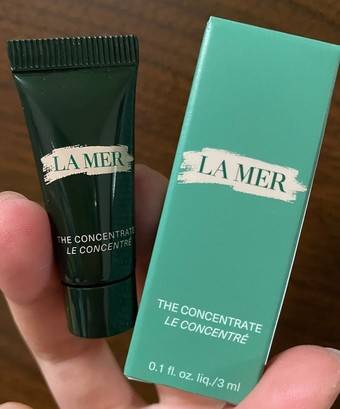 LA MER
THE CONCENTRATE
LE CONCENTRÉ
LA MER
THE CONCENTRATE
LE CONCENTRÉ
0.1 fl. oz. liq./3 ml